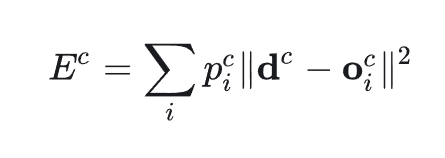 $E^c = \sum_i p_i^c \| \mathbf{d}^c - \mathbf{o}_i^c \|^2$